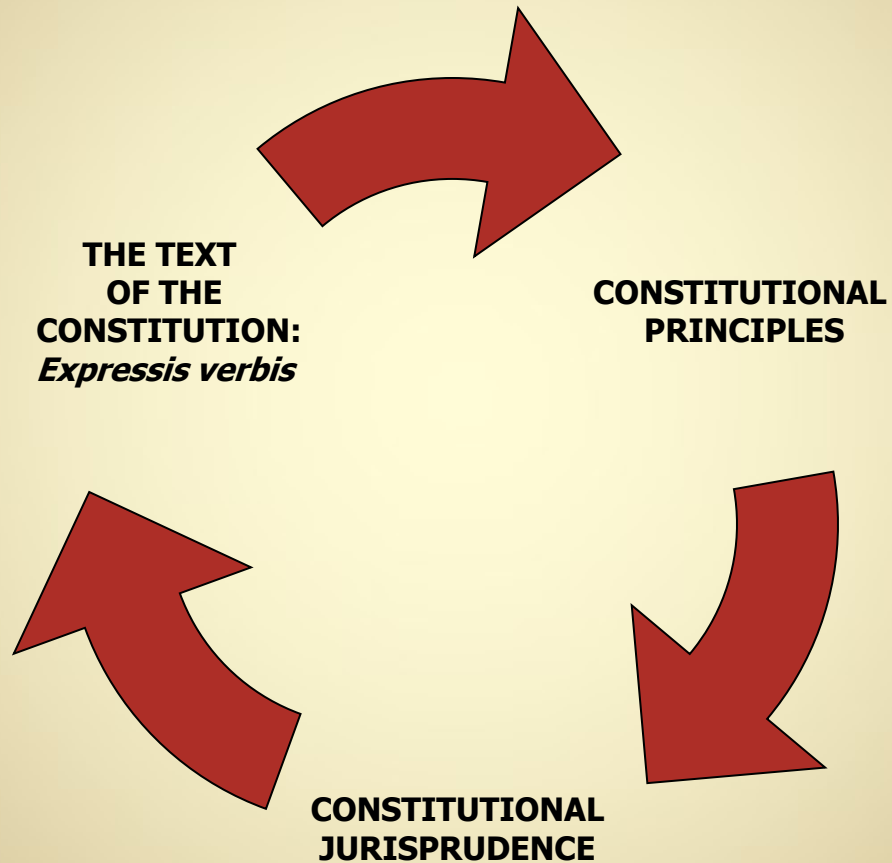 THE TEXT
OF THE
CONSTITUTION:
Expressis verbis
CONSTITUTIONAL
PRINCIPLES
CONSTITUTIONAL
JURISPRUDENCE